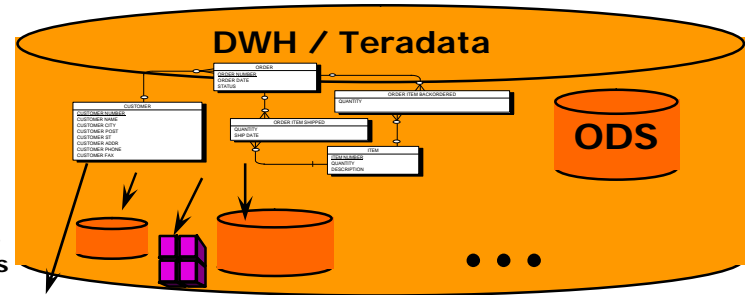 DWH / Teradata
ORDER
ORDER NUMBER
ORDER DATE
STATUS
ORDER ITEM BACKORDERED
QUANTITY
CUSTOMER
CUSTOMER NUMBER
CUSTOMER NAME
CUSTOMER CITY
CUSTOMER POST
CUSTOMER ST
CUSTOMER ADDR
CUSTOMER PHONE
CUSTOMER FAX
ORDER ITEM SHIPPED
QUANTITY
SHIP DATE
ITEM
ITEM NUMBER
QUANTITY
DESCRIPTION
ODS
s